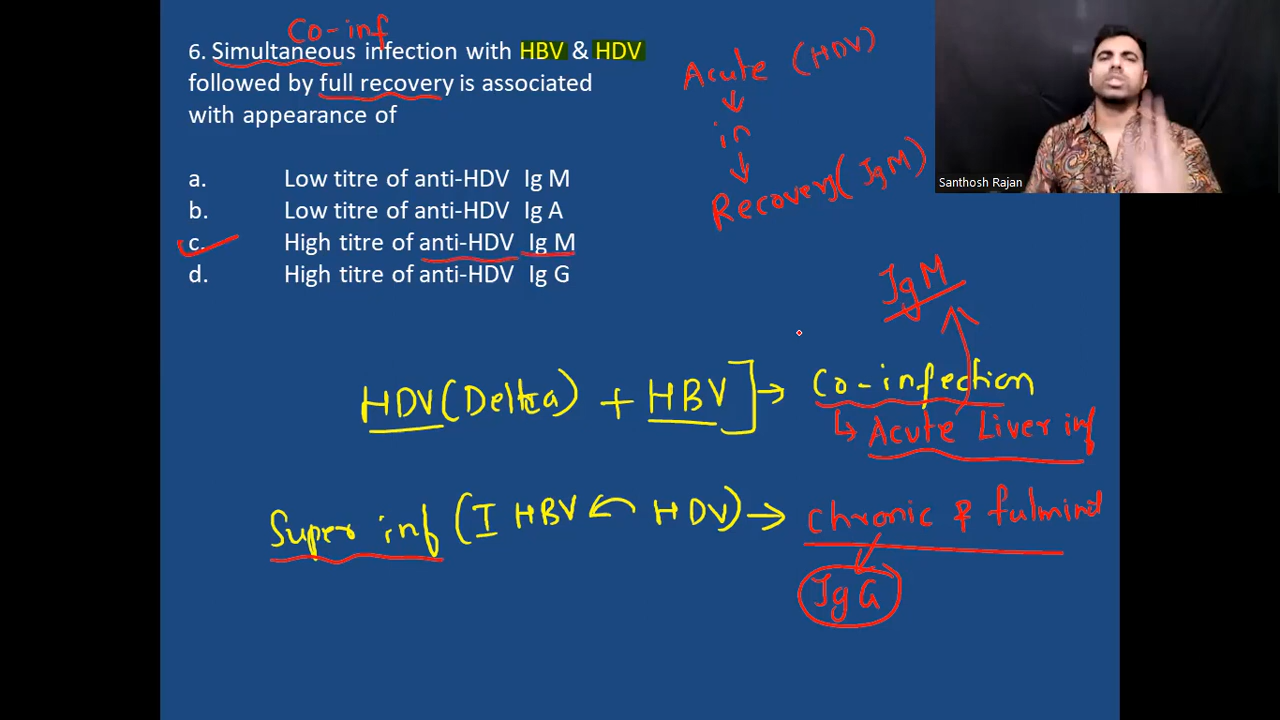 Co-inf
6. Simultaneous infection with HBV & HDV
followed by full recovery is associated
with appearance of
a. Low titre of anti-HDV Ig M
b. Low titre of anti-HDV Ig A
c. High titre of anti-HDV Ig M
d. High titre of anti-HDV Ig G
Acute (HDV)
in
Recovery (IgM)
Santhosh Rajan
IgM
HDV (Delta) + HBV ] → Co-infection
↳ Acute Liver inf
Super inf (I HBV ← HDV) → chronic & fulminat
IgG